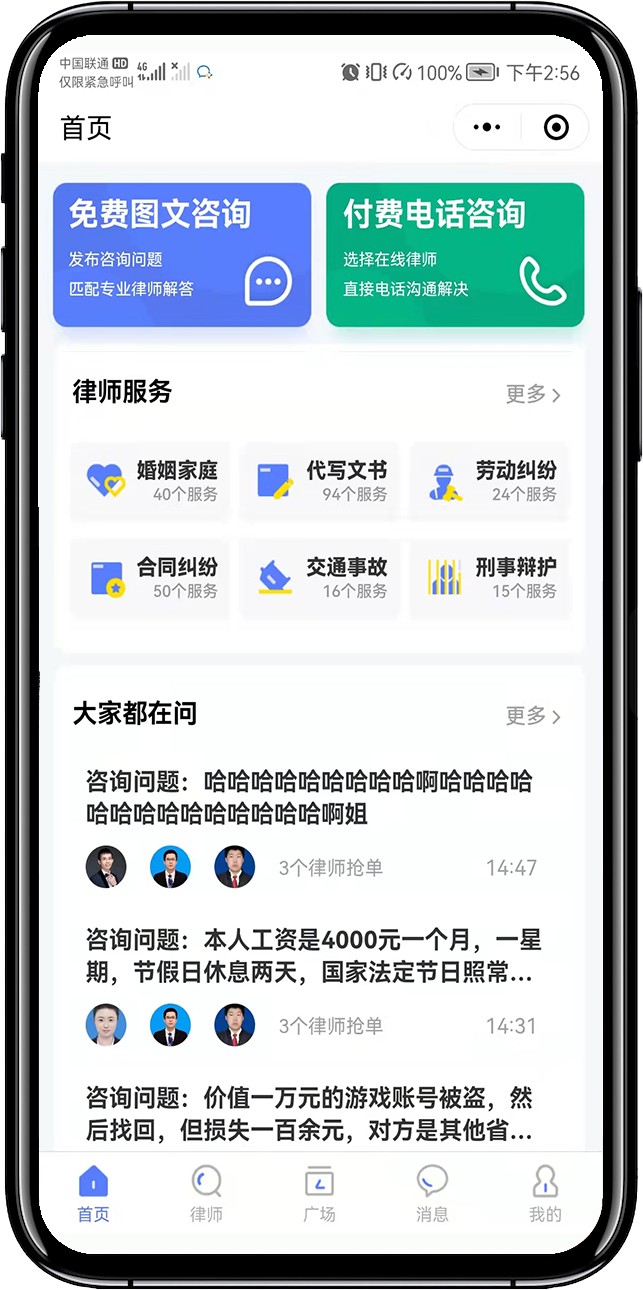 中国联通 HD 4G
仅限紧急呼叫
100% 下午2:56
首页
免费图文咨询
发布咨询问题
匹配专业律师解答
付费电话咨询
选择在线律师
直接电话沟通解决
律师服务
更多
婚姻家庭
40个服务
代写文书
94个服务
劳动纠纷
24个服务
合同纠纷
50个服务
交通事故
16个服务
刑事辩护
15个服务
大家都在问
更多
咨询问题：哈哈哈哈哈哈哈哈哈啊哈哈哈哈
哈哈哈哈哈哈哈哈哈哈啊姐
3个律师抢单 14:47
咨询问题：本人工资是4000元一个月，一星
期，节假日休息两天，国家法定节日照常...
3个律师抢单 14:31
咨询问题：价值一万元的游戏账号被盗，然
后找回，但损失一百余元，对方是其他省...
首页
律师
广场
消息
我的